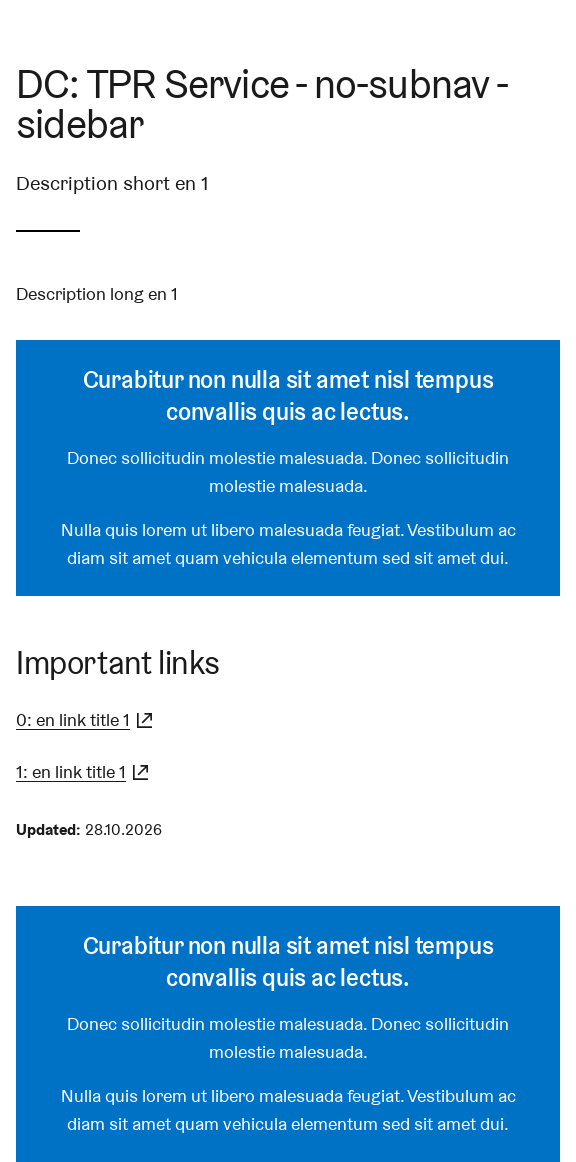 DC: TPR Service - no-subnav -
sidebar
Description short en 1
Description long en 1
Curabitur non nulla sit amet nisl tempus
convallis quis ac lectus.
Donec sollicitudin molestie malesuada. Donec sollicitudin
molestie malesuada.
Nulla quis lorem ut libero malesuada feugiat. Vestibulum ac
diam sit amet quam vehicula elementum sed sit amet dui.
Important links
0: en link title 1
1: en link title 1
Updated: 28.10.2026
Curabitur non nulla sit amet nisl tempus
convallis quis ac lectus.
Donec sollicitudin molestie malesuada. Donec sollicitudin
molestie malesuada.
Nulla quis lorem ut libero malesuada feugiat. Vestibulum ac
diam sit amet quam vehicula elementum sed sit amet dui.